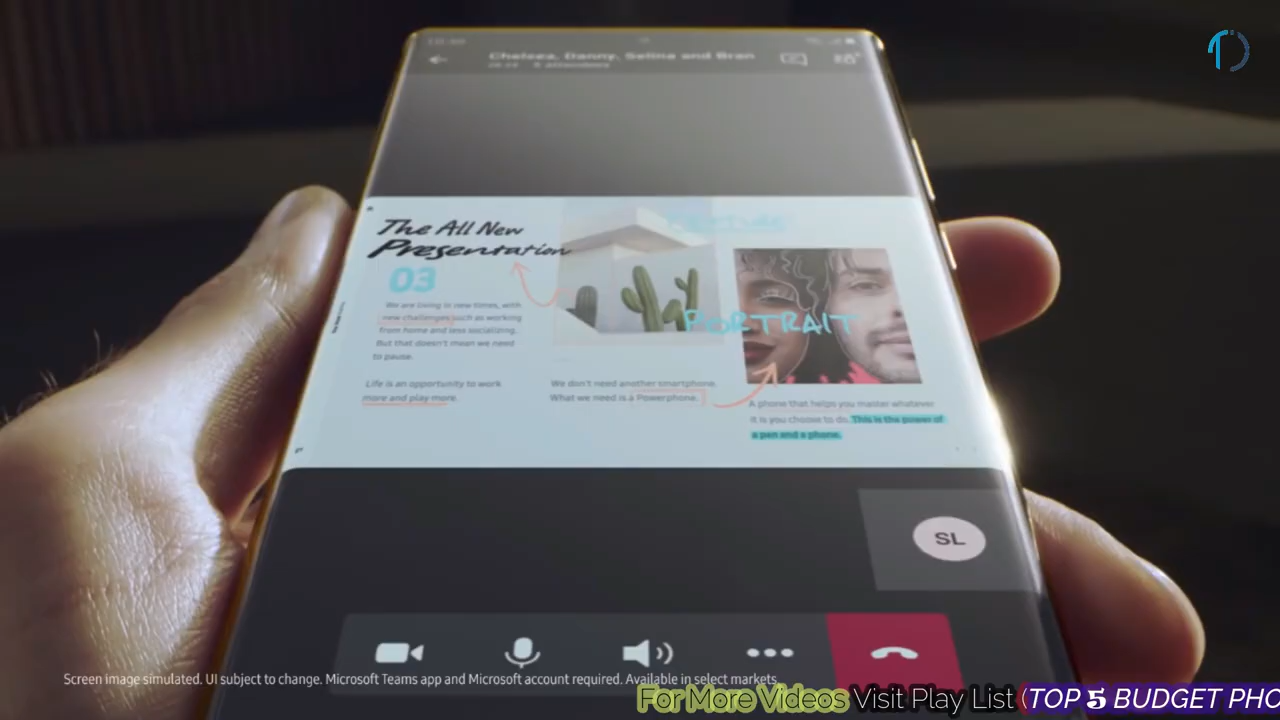 Chelsea, Danny, Selina and Bran
5 attendees
The All New
Presentation
03
We are living in new times, with
new challenges such as working
from home and less socializing.
But that doesn't mean we need
to pause.
Life is an opportunity to work
more and play more.
We don't need another smartphone.
What we need is a Powerphone.
PORTRAIT
A phone that helps you master whatever
it is you choose to do. This is the power of
a pen and a phone.
SL
Screen image simulated. UI subject to change. Microsoft Teams app and Microsoft account required. Available in select markets.
For More Videos Visit Play List (TOP 5 BUDGET PHO